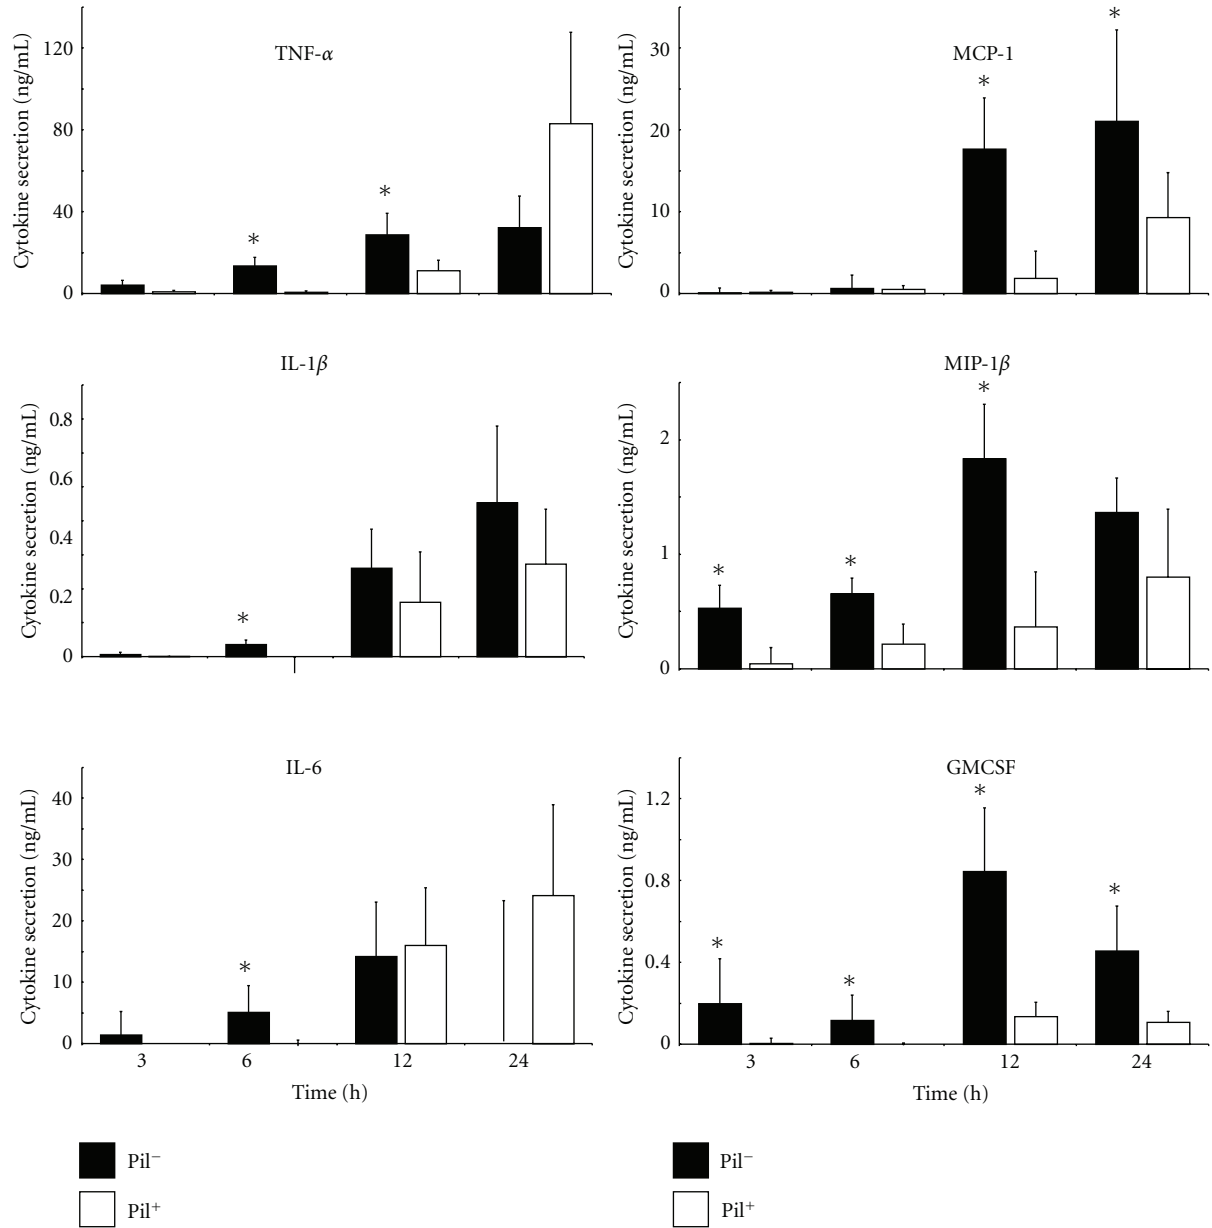 TNF-α
Cytokine secretion (ng/mL)
120
80
40
0
*
*
MCP-1
Cytokine secretion (ng/mL)
30
20
10
0
*
*
IL-1β
Cytokine secretion (ng/mL)
0.8
0.6
0.4
0.2
0
*
MIP-1β
Cytokine secretion (ng/mL)
2
1
0
*
*
*
IL-6
Cytokine secretion (ng/mL)
40
30
20
10
0
*
3 6 12 24
Time (h)
GMCSF
Cytokine secretion (ng/mL)
1.2
0.8
0.4
0
*
*
*
*
3 6 12 24
Time (h)
Pil⁻
Pil⁺
Pil⁻
Pil⁺